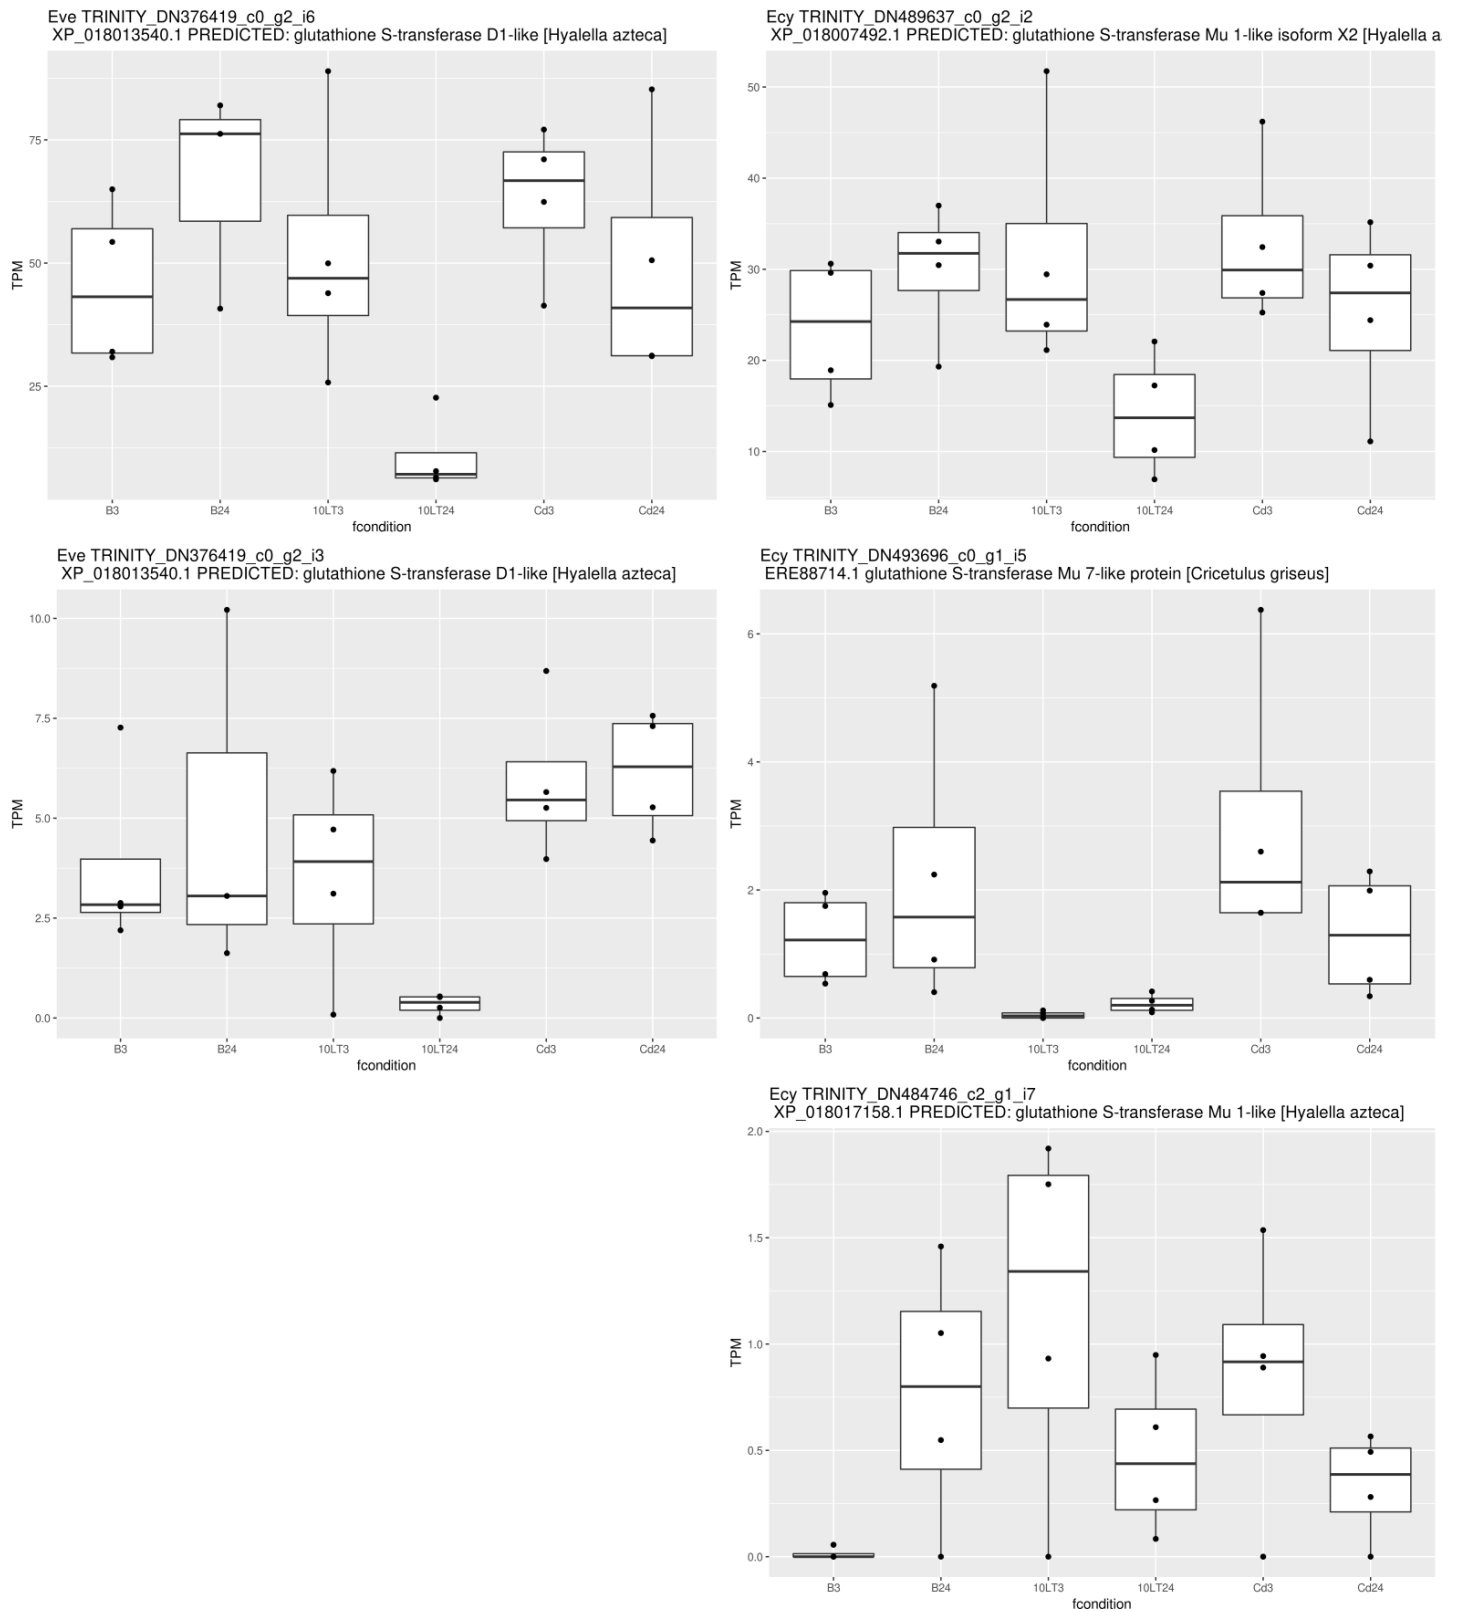 Eve TRINITY_DN376419_c0_g2_i6
XP_018013540.1 PREDICTED: glutathione S-transferase D1-like [Hyalella azteca]
75
50
25
TPM
B3 B24 10LT3 10LT24 Cd3 Cd24
fcondition
Ecy TRINITY_DN489637_c0_g2_i2
XP_018007492.1 PREDICTED: glutathione S-transferase Mu 1-like isoform X2 [Hyalella a
50
40
30
20
10
TPM
B3 B24 10LT3 10LT24 Cd3 Cd24
fcondition
Eve TRINITY_DN376419_c0_g2_i3
XP_018013540.1 PREDICTED: glutathione S-transferase D1-like [Hyalella azteca]
10.0
7.5
5.0
2.5
0.0
TPM
B3 B24 10LT3 10LT24 Cd3 Cd24
fcondition
Ecy TRINITY_DN493696_c0_g1_i5
ERE88714.1 glutathione S-transferase Mu 7-like protein [Cricetulus griseus]
6
4
2
0
TPM
B3 B24 10LT3 10LT24 Cd3 Cd24
fcondition
Ecy TRINITY_DN484746_c2_g1_i7
XP_018017158.1 PREDICTED: glutathione S-transferase Mu 1-like [Hyalella azteca]
2.0
1.5
1.0
0.5
0.0
TPM
B3 B24 10LT3 10LT24 Cd3 Cd24
fcondition